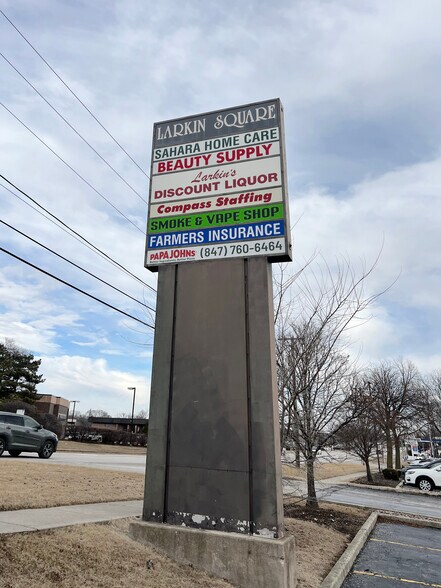 LARKIN SQUARE
SAHARA HOME CARE
BEAUTY SUPPLY
Larkin's
DISCOUNT LIQUOR
Compass Staffing
SMOKE & VAPE SHOP
FARMERS INSURANCE
PAPA JOHNS (847) 760-6464